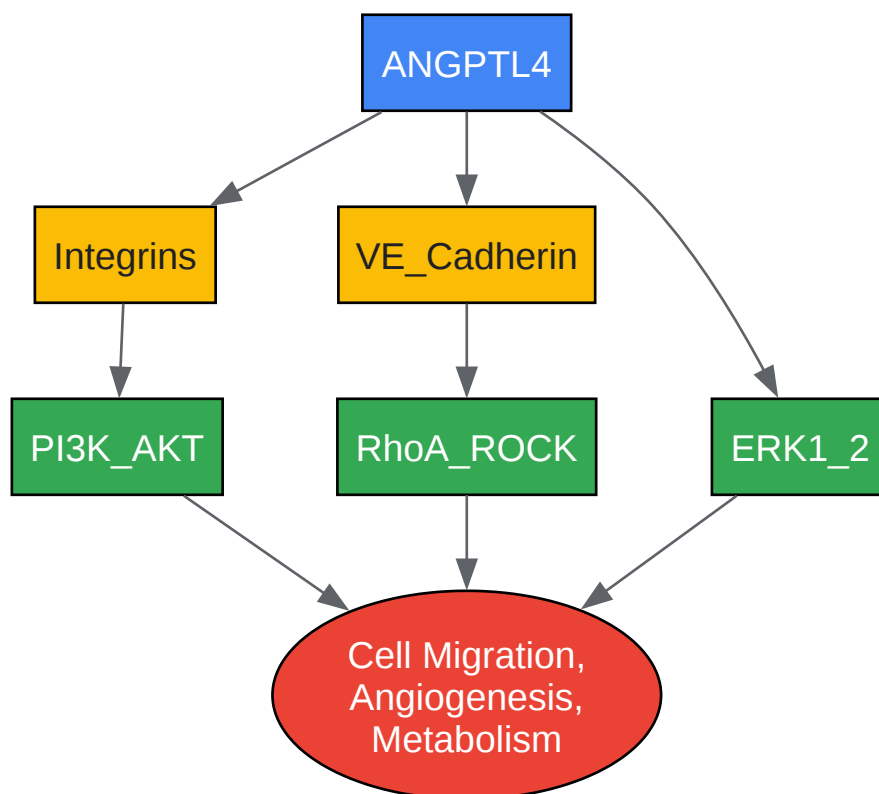 ANGPTL4
Integrins
VE_Cadherin
PI3K_AKT
RhoA_ROCK
ERK1_2
Cell Migration,
Angiogenesis,
Metabolism